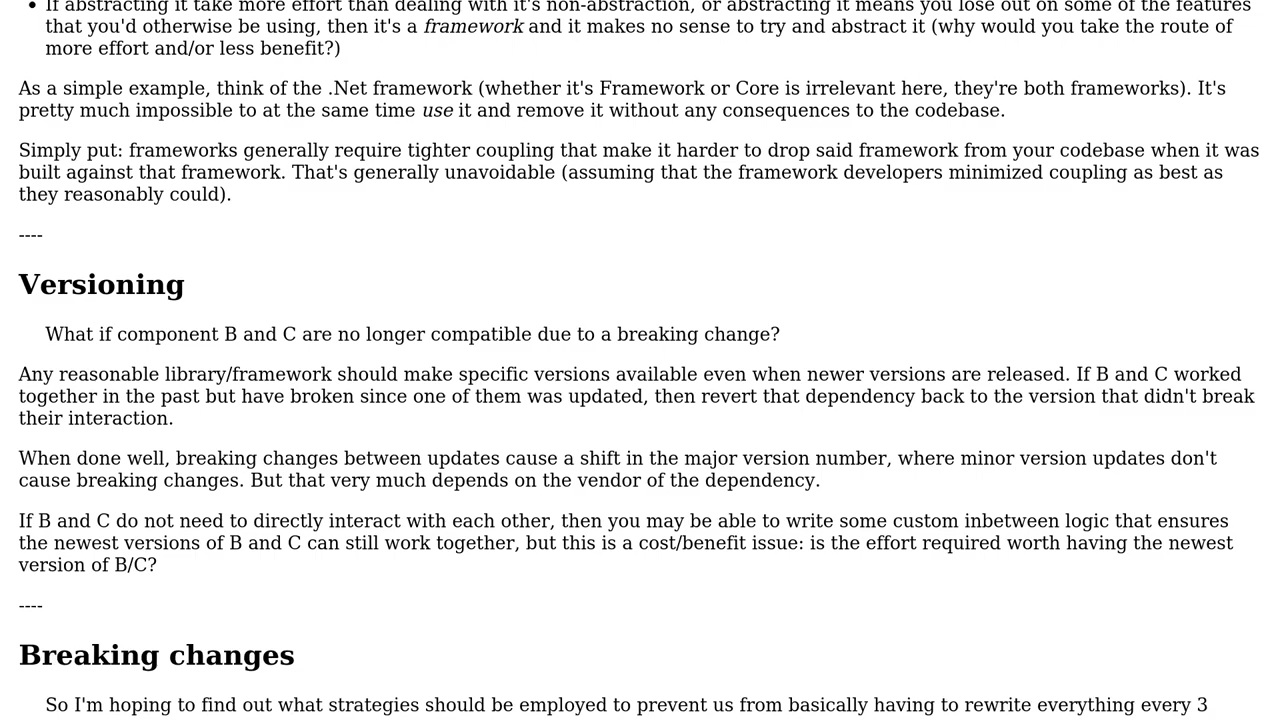 • If abstracting it take more effort than dealing with it's non-abstraction, or abstracting it means you lose out on some of the features
that you'd otherwise be using, then it's a framework and it makes no sense to try and abstract it (why would you take the route of
more effort and/or less benefit?)
As a simple example, think of the .Net framework (whether it's Framework or Core is irrelevant here, they're both frameworks). It's
pretty much impossible to at the same time use it and remove it without any consequences to the codebase.
Simply put: frameworks generally require tighter coupling that make it harder to drop said framework from your codebase when it was
built against that framework. That's generally unavoidable (assuming that the framework developers minimized coupling as best as
they reasonably could).
----
Versioning
What if component B and C are no longer compatible due to a breaking change?
Any reasonable library/framework should make specific versions available even when newer versions are released. If B and C worked
together in the past but have broken since one of them was updated, then revert that dependency back to the version that didn't break
their interaction.
When done well, breaking changes between updates cause a shift in the major version number, where minor version updates don't
cause breaking changes. But that very much depends on the vendor of the dependency.
If B and C do not need to directly interact with each other, then you may be able to write some custom inbetween logic that ensures
the newest versions of B and C can still work together, but this is a cost/benefit issue: is the effort required worth having the newest
version of B/C?
----
Breaking changes
So I'm hoping to find out what strategies should be employed to prevent us from basically having to rewrite everything every 3